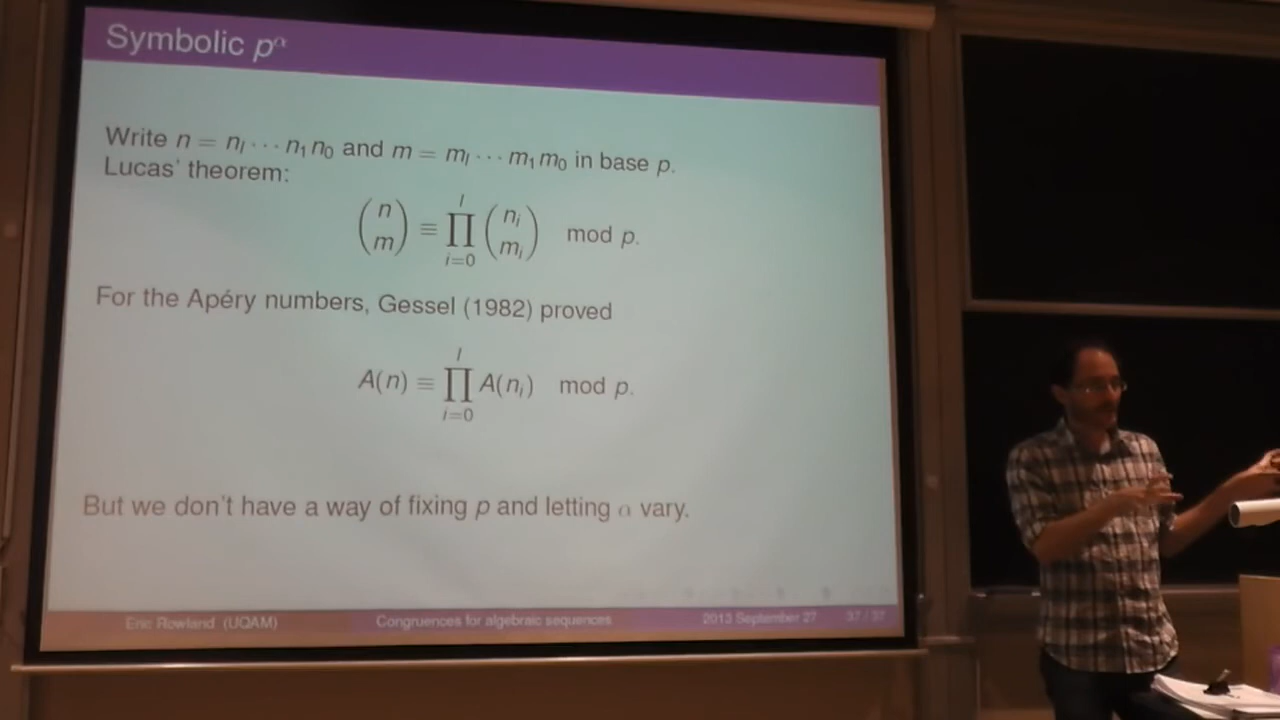 Symbolic p^α
Write n = n_l ··· n_1 n_0 and m = m_l ··· m_1 m_0 in base p.
Lucas' theorem:
(n m) ≡ ∏_{i=0}^{l} (n_i m_i) mod p.
For the Apéry numbers, Gessel (1982) proved
A(n) ≡ ∏_{i=0}^{l} A(n_i) mod p.
But we don't have a way of fixing p and letting α vary.
Eric Rowland (UQAM) Congruences for algebraic sequences 2013 September 27 37 / 37